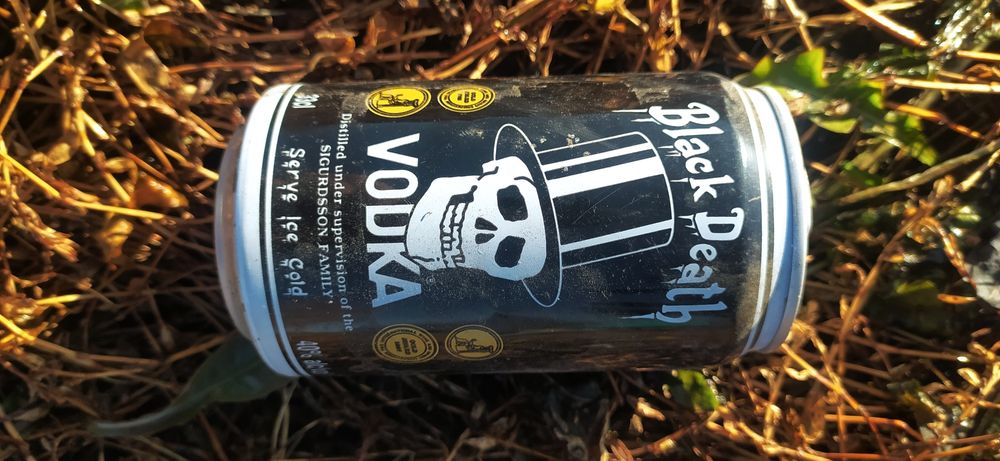 Black Death
VODKA
Distilled under supervision of the
SIGURDSSON FAMILY
Serve Ice Cold